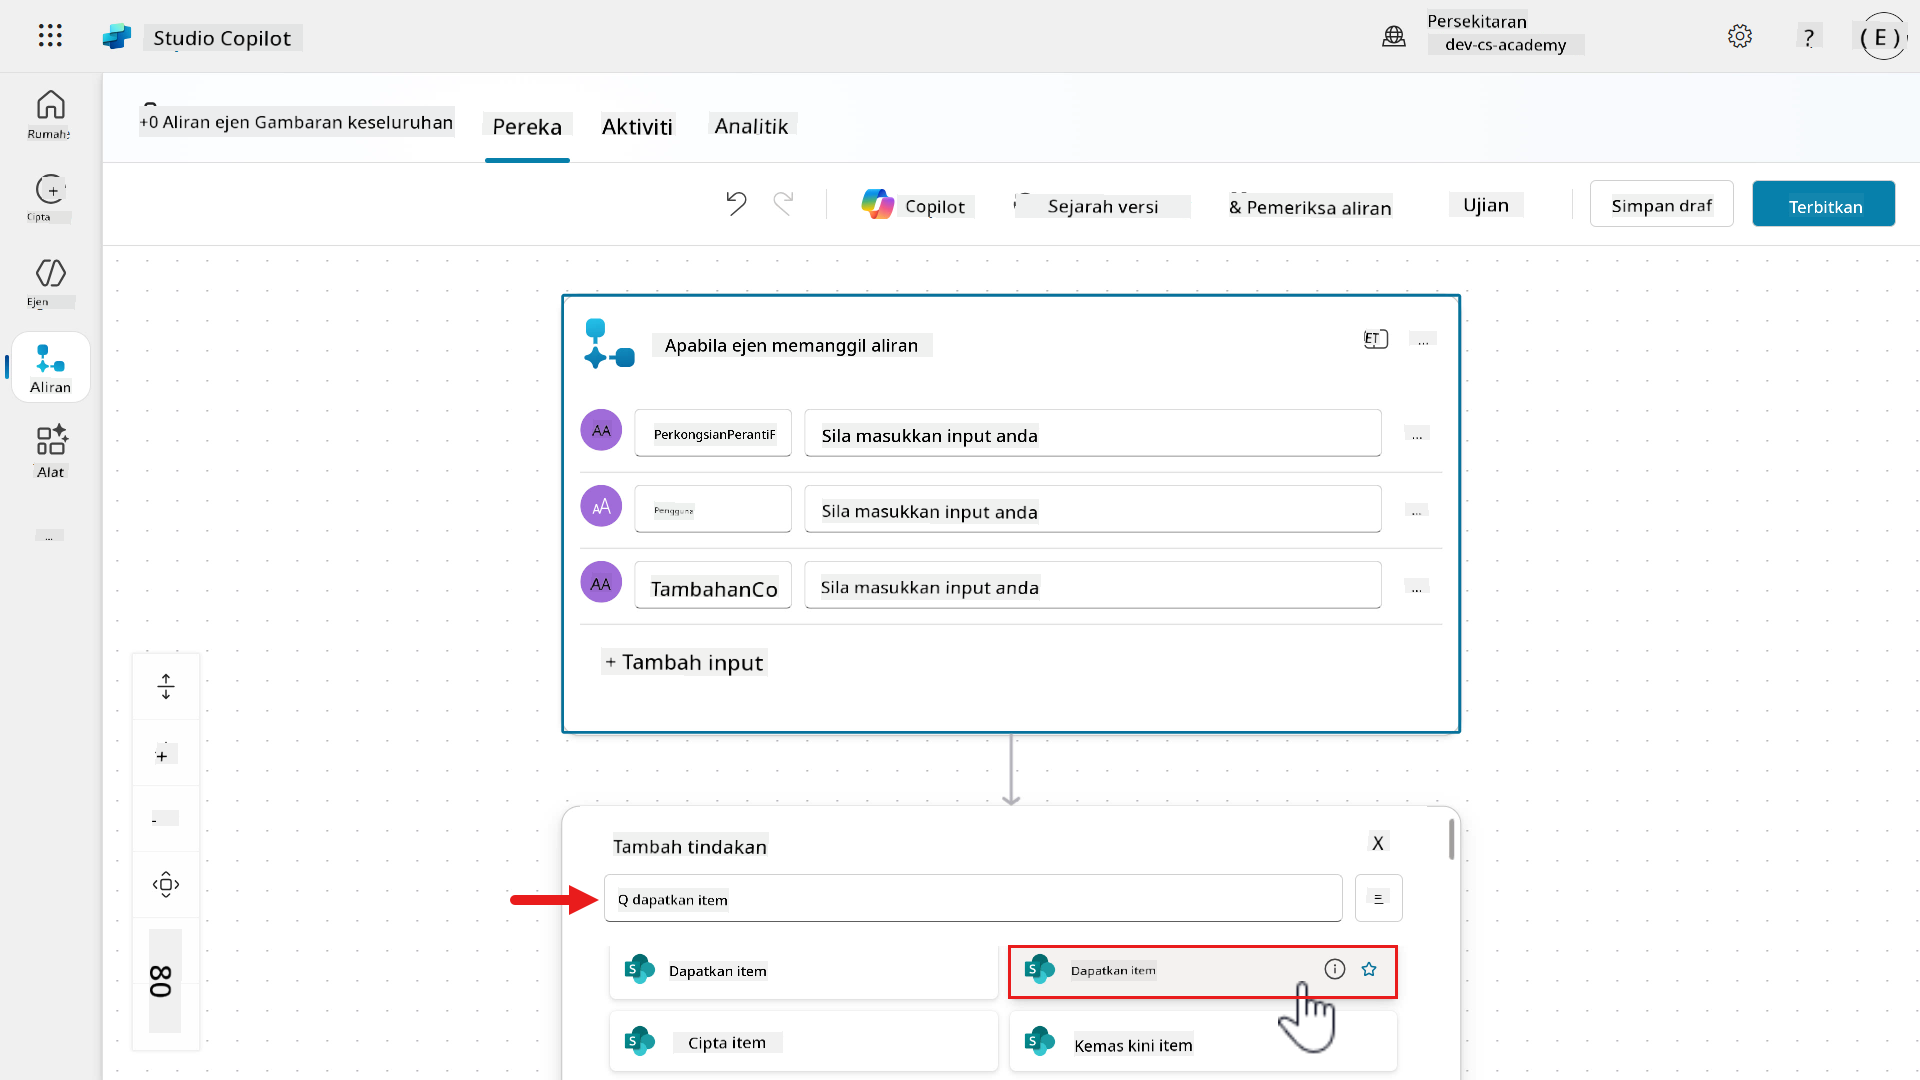 Studio Copilot
Persekitaran
dev-cs-academy
?
( E )
Rumah
Cipta
Ejen
Aliran
Alat
...
+0 Aliran ejen Gambaran keseluruhan
Pereka
Aktiviti
Analitik
Copilot
Sejarah versi
& Pemeriksa aliran
Ujian
Simpan draf
Terbitkan
Apabila ejen memanggil aliran
ET
...
AA
PerkongsianPerantiF
Sila masukkan input anda
...
AA
Pengguna
Sila masukkan input anda
...
AA
TambahanCo
Sila masukkan input anda
...
+ Tambah input
+
-
80
Tambah tindakan
X
Q dapatkan item
Dapatkan item
Dapatkan item
Cipta item
Kemas kini item